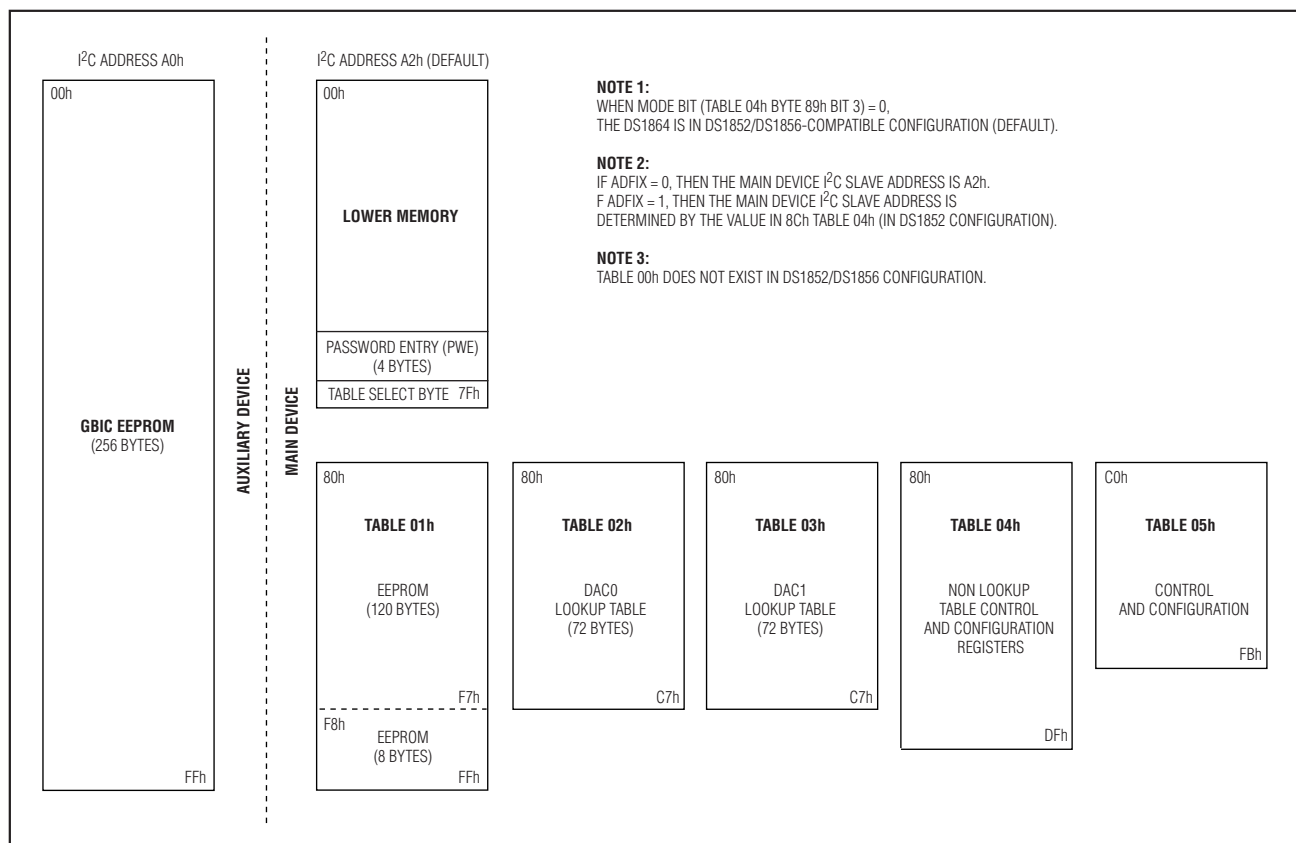 I²C ADDRESS A0h
00h
GBIC EEPROM
(256 BYTES)
FFh
AUXILIARY DEVICE
MAIN DEVICE
I²C ADDRESS A2h (DEFAULT)
00h
LOWER MEMORY
PASSWORD ENTRY (PWE)
(4 BYTES)
TABLE SELECT BYTE 7Fh
NOTE 1:
WHEN MODE BIT (TABLE 04h BYTE 89h BIT 3) = 0,
THE DS1864 IS IN DS1852/DS1856-COMPATIBLE CONFIGURATION (DEFAULT).
NOTE 2:
IF ADFIX = 0, THEN THE MAIN DEVICE I²C SLAVE ADDRESS IS A2h.
F ADFIX = 1, THEN THE MAIN DEVICE I²C SLAVE ADDRESS IS
DETERMINED BY THE VALUE IN 8Ch TABLE 04h (IN DS1852 CONFIGURATION).
NOTE 3:
TABLE 00h DOES NOT EXIST IN DS1852/DS1856 CONFIGURATION.
80h
TABLE 01h
EEPROM
(120 BYTES)
F7h
F8h
EEPROM
(8 BYTES)
FFh
80h
TABLE 02h
DAC0
LOOKUP TABLE
(72 BYTES)
C7h
80h
TABLE 03h
DAC1
LOOKUP TABLE
(72 BYTES)
C7h
80h
TABLE 04h
NON LOOKUP
TABLE CONTROL
AND CONFIGURATION
REGISTERS
DFh
C0h
TABLE 05h
CONTROL
AND CONFIGURATION
FBh